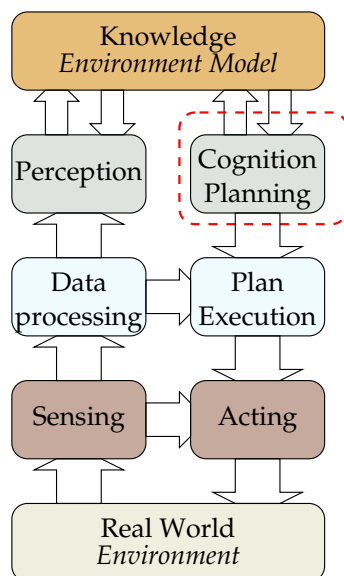 Knowledge
Environment Model
Perception
Cognition
Planning
Data
processing
Plan
Execution
Sensing
Acting
Real World
Environment